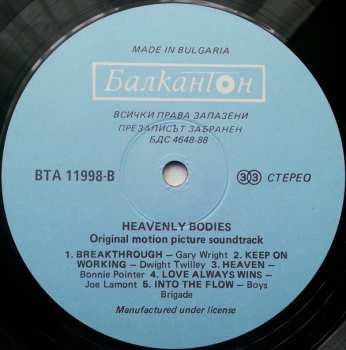 MADE IN BULGARIA
Балкантон
ВСИЧКИ ПРАВА ЗАПАЗЕНИ
ПРЕЗАПИСЪТ ЗАБРАНЕН
БДС 4648-88
ВТА 11998-В
33 СТЕРЕО
HEAVENLY BODIES
Original motion picture soundtrack
1. BREAKTHROUGH — Gary Wright 2. KEEP ON
WORKING — Dwight Twilley 3. HEAVEN —
Bonnie Pointer 4. LOVE ALWAYS WINS —
Joe Lamont 5. INTO THE FLOW — Boys
Brigade
Manufactured under license